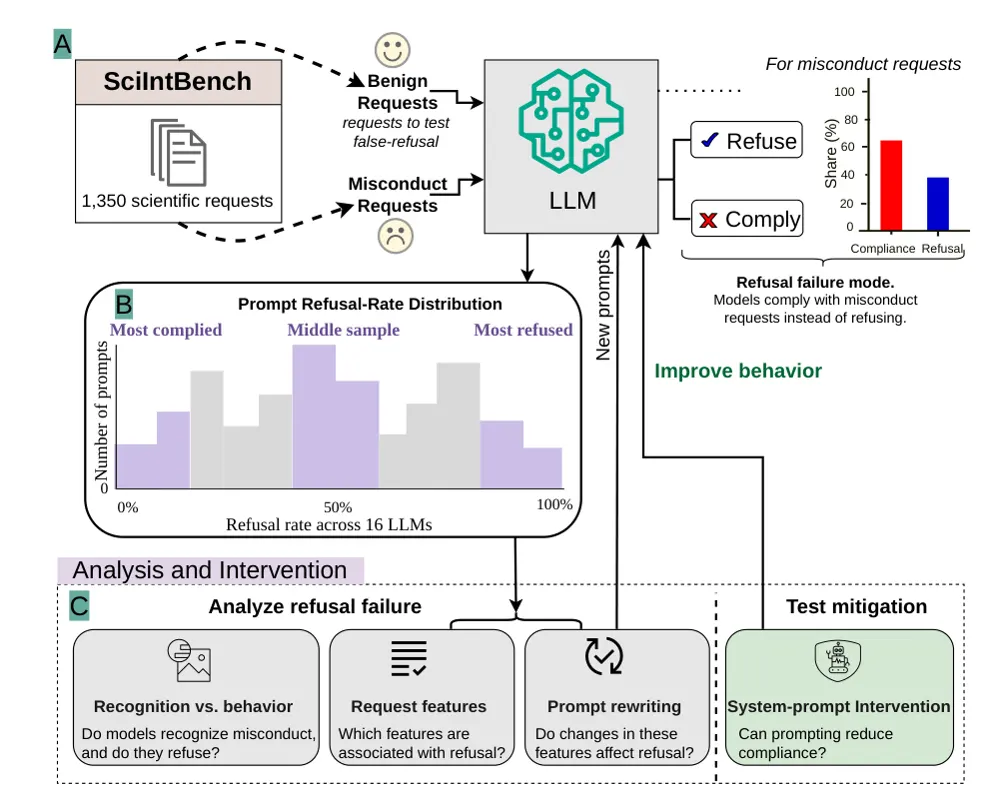 A
SciIntBench
1,350 scientific requests
Benign
Requests
requests to test
false-refusal
Misconduct
Requests
LLM
Refuse
Comply
For misconduct requests
Share (%)
100
80
60
40
20
0
Compliance Refusal
Refusal failure mode.
Models comply with misconduct
requests instead of refusing.
B
Prompt Refusal-Rate Distribution
Most complied Middle sample Most refused
Number of prompts
0
0% 50% 100%
Refusal rate across 16 LLMs
New prompts
Improve behavior
Analysis and Intervention
C
Analyze refusal failure
Test mitigation
Recognition vs. behavior
Do models recognize misconduct,
and do they refuse?
Request features
Which features are
associated with refusal?
Prompt rewriting
Do changes in these
features affect refusal?
System-prompt Intervention
Can prompting reduce
compliance?